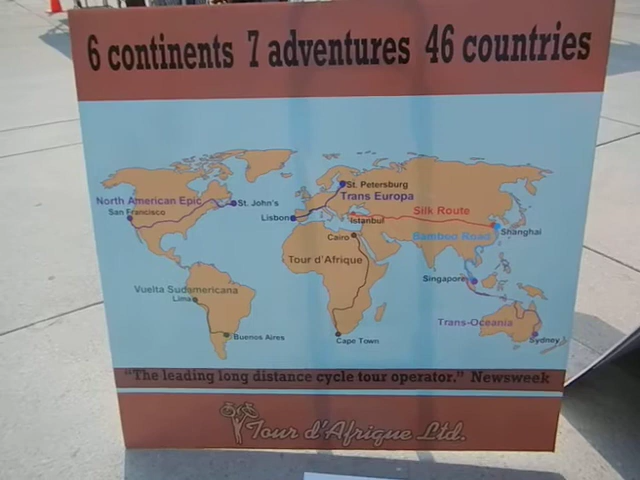 6 continents 7 adventures 46 countries
St. Petersburg
North American Epic
St. John's
Trans Europa
San Francisco
Lisbon
Istanbul
Silk Route
Cairo
Bamboo Road
Shanghai
Tour d'Afrique
Singapore
Vuelta Sudamericana
Lima
Trans-Oceania
Buenos Aires
Cape Town
Sydney
"The leading long distance cycle tour operator." Newsweek
Tour d'Afrique Ltd.